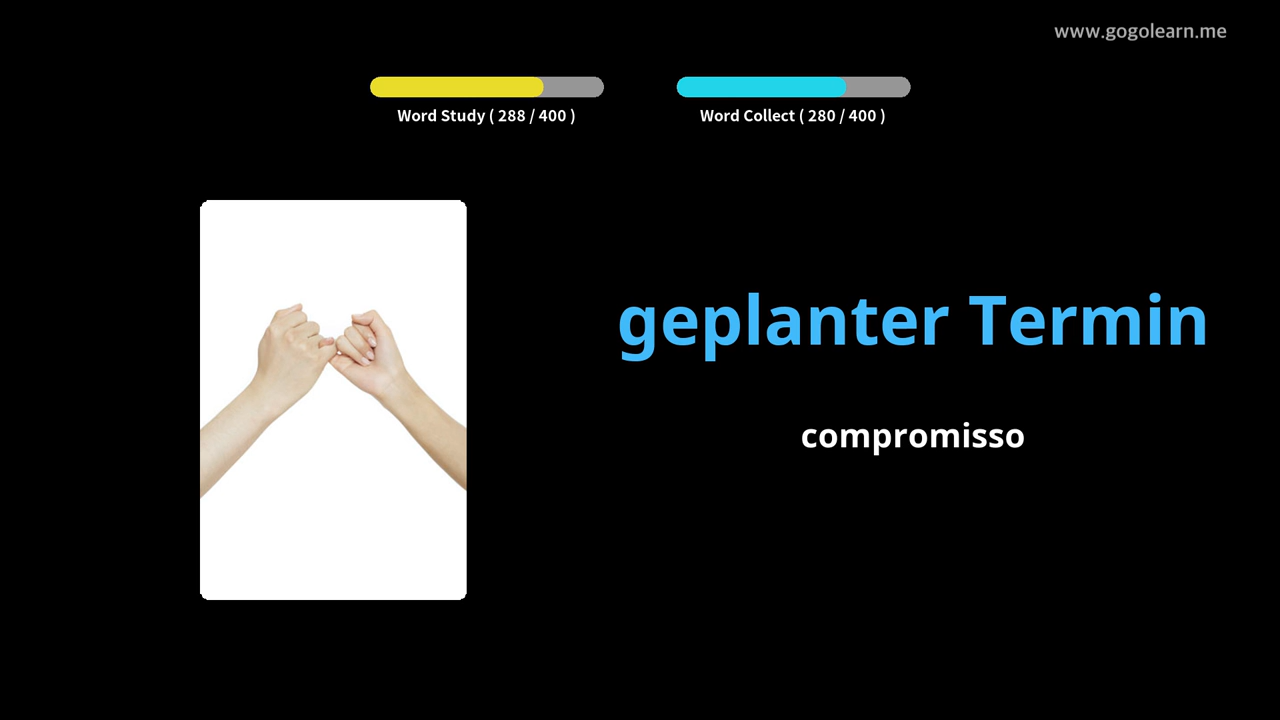 www.gogolearn.me
Word Study ( 288 / 400 )
Word Collect ( 280 / 400 )
geplanter Termin
compromisso